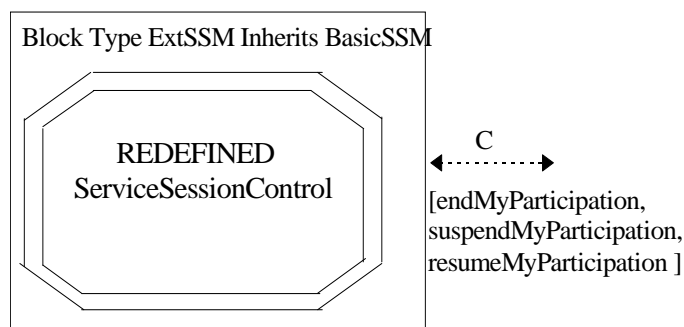 Block Type ExtSSM Inherits BasicSSM
REDEFINED
ServiceSessionControl
C
[endMyParticipation,
suspendMyParticipation,
resumeMyParticipation ]